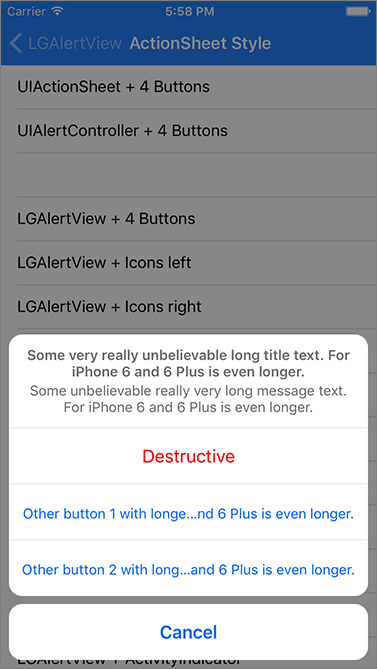 Carrier 5:58 PM
LGAlertView ActionSheet Style
UIActionSheet + 4 Buttons
UIAlertController + 4 Buttons
LGAlertView + 4 Buttons
LGAlertView + Icons left
LGAlertView + Icons right
Some very really unbelievable long title text. For
iPhone 6 and 6 Plus is even longer.
Some unbelievable really very long message text.
For iPhone 6 and 6 Plus is even longer.
Destructive
Other button 1 with longe...nd 6 Plus is even longer.
Other button 2 with long...and 6 Plus is even longer.
Cancel
LGAlertView + ActivityIndicator